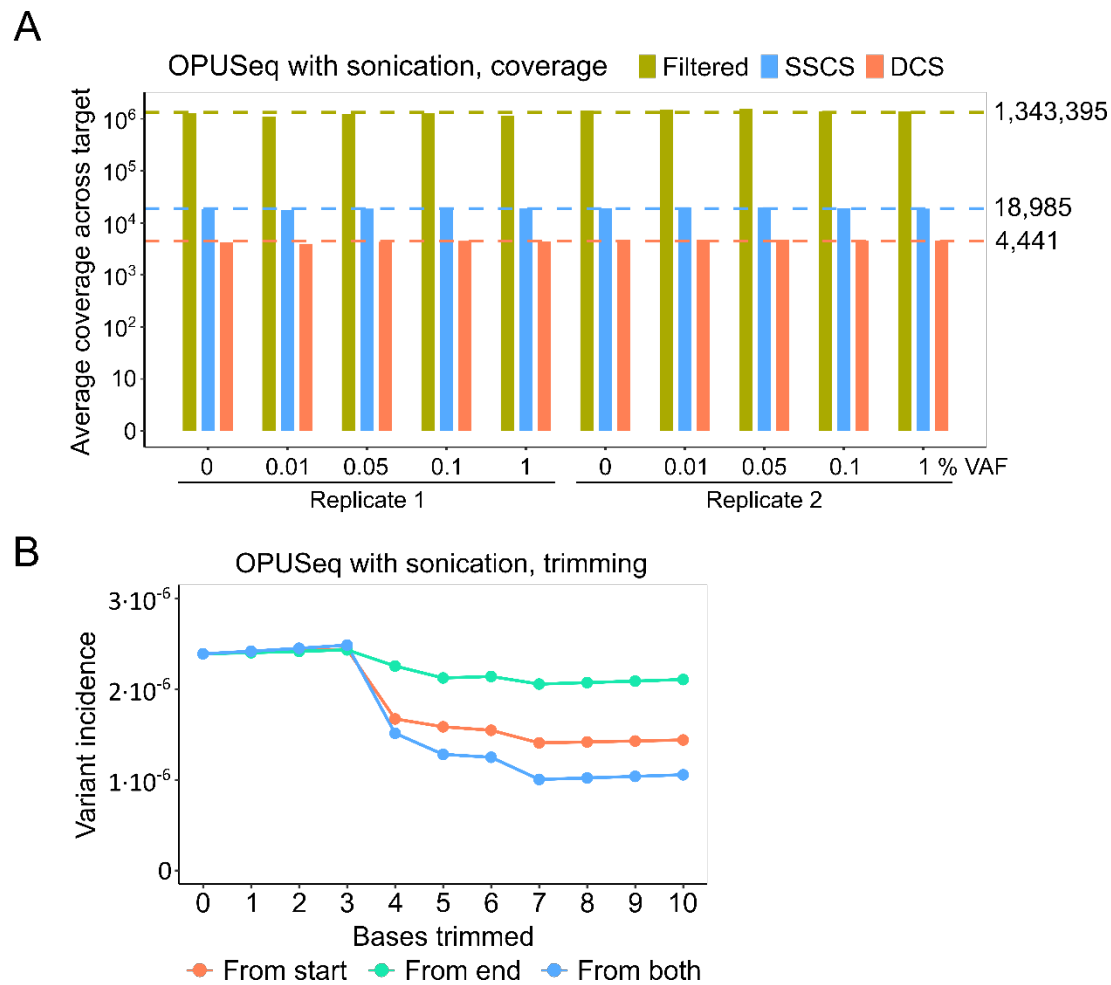 A
OPUSeq with sonication, coverage Filtered SSCS DCS
Average coverage across target
10⁶
10⁵
10⁴
10³
10²
10
0
1,343,395
18,985
4,441
0 0.01 0.05 0.1 1 0 0.01 0.05 0.1 1 % VAF
Replicate 1 Replicate 2
B
OPUSeq with sonication, trimming
Variant incidence
3·10⁻⁶
2·10⁻⁶
1·10⁻⁶
0
0 1 2 3 4 5 6 7 8 9 10
Bases trimmed
From start From end From both